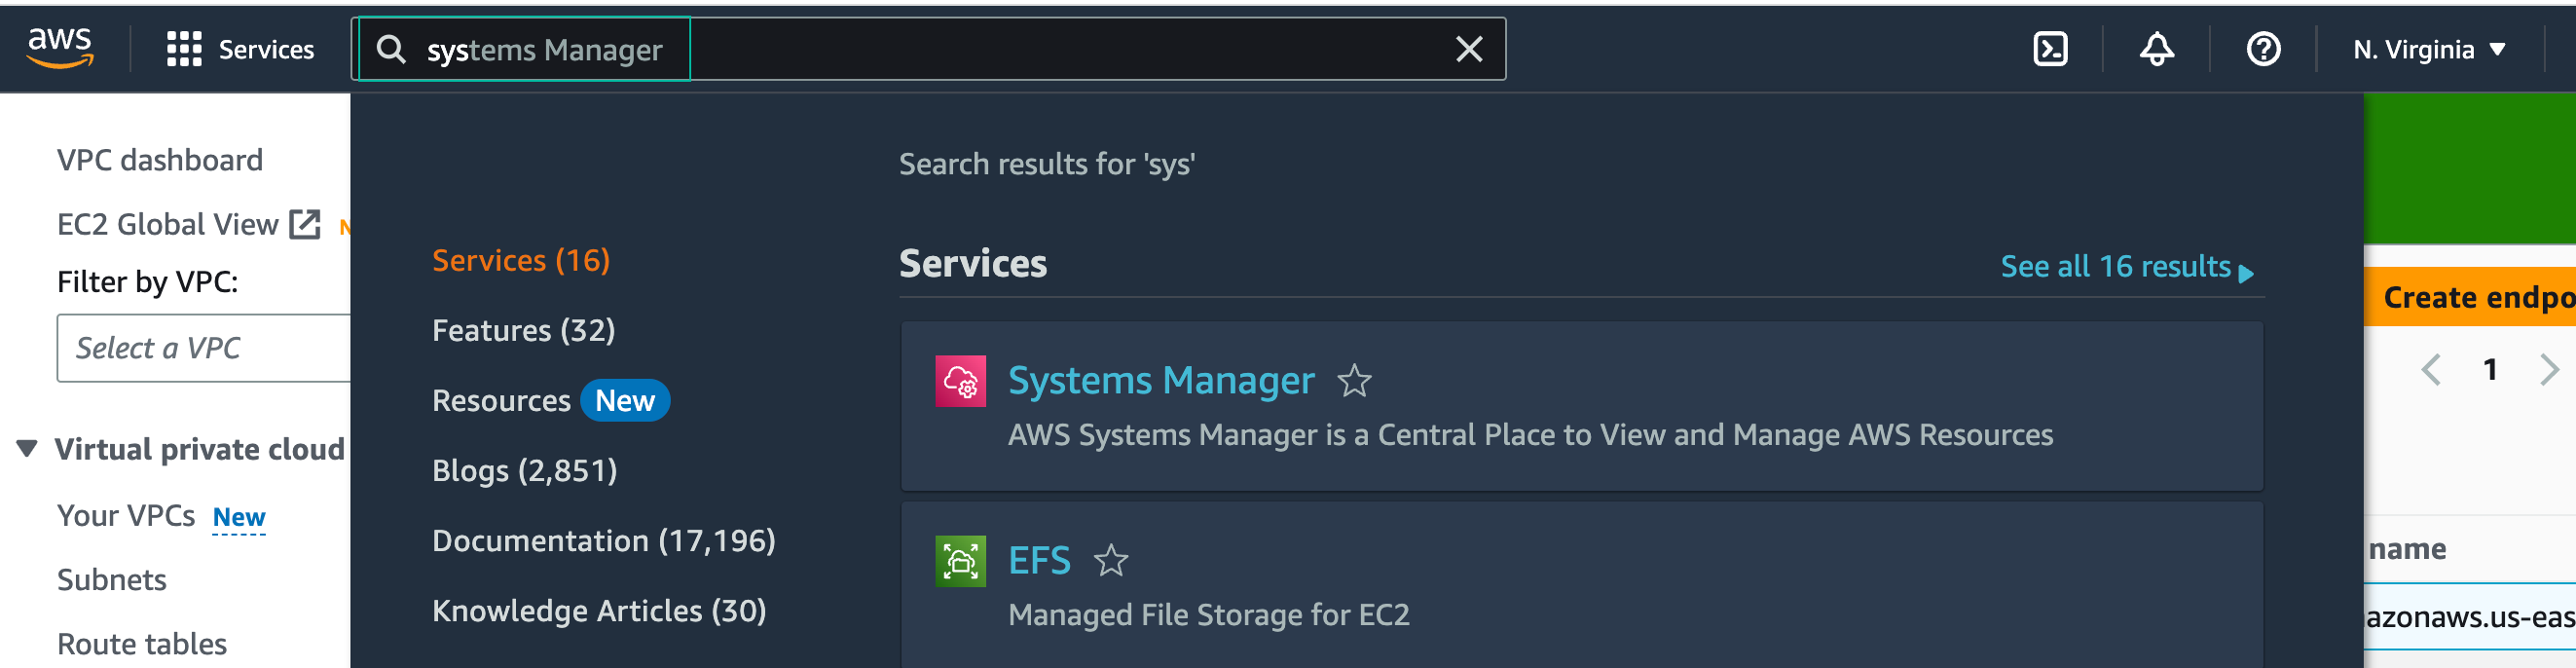 aws
Services
systems Manager
N. Virginia
VPC dashboard
EC2 Global View
Filter by VPC:
Select a VPC
Virtual private cloud
Your VPCs New
Subnets
Route tables
Search results for 'sys'
Services (16)
Features (32)
Resources New
Blogs (2,851)
Documentation (17,196)
Knowledge Articles (30)
Services
See all 16 results
Systems Manager
AWS Systems Manager is a Central Place to View and Manage AWS Resources
EFS
Managed File Storage for EC2
Create endpo
1
name
azonaws.us-eas